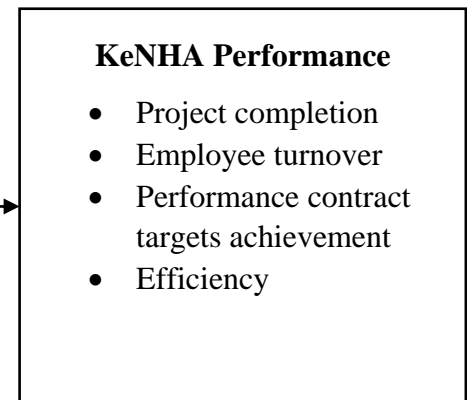 KeNHA Performance
• Project completion
• Employee turnover
• Performance contract
targets achievement
• Efficiency